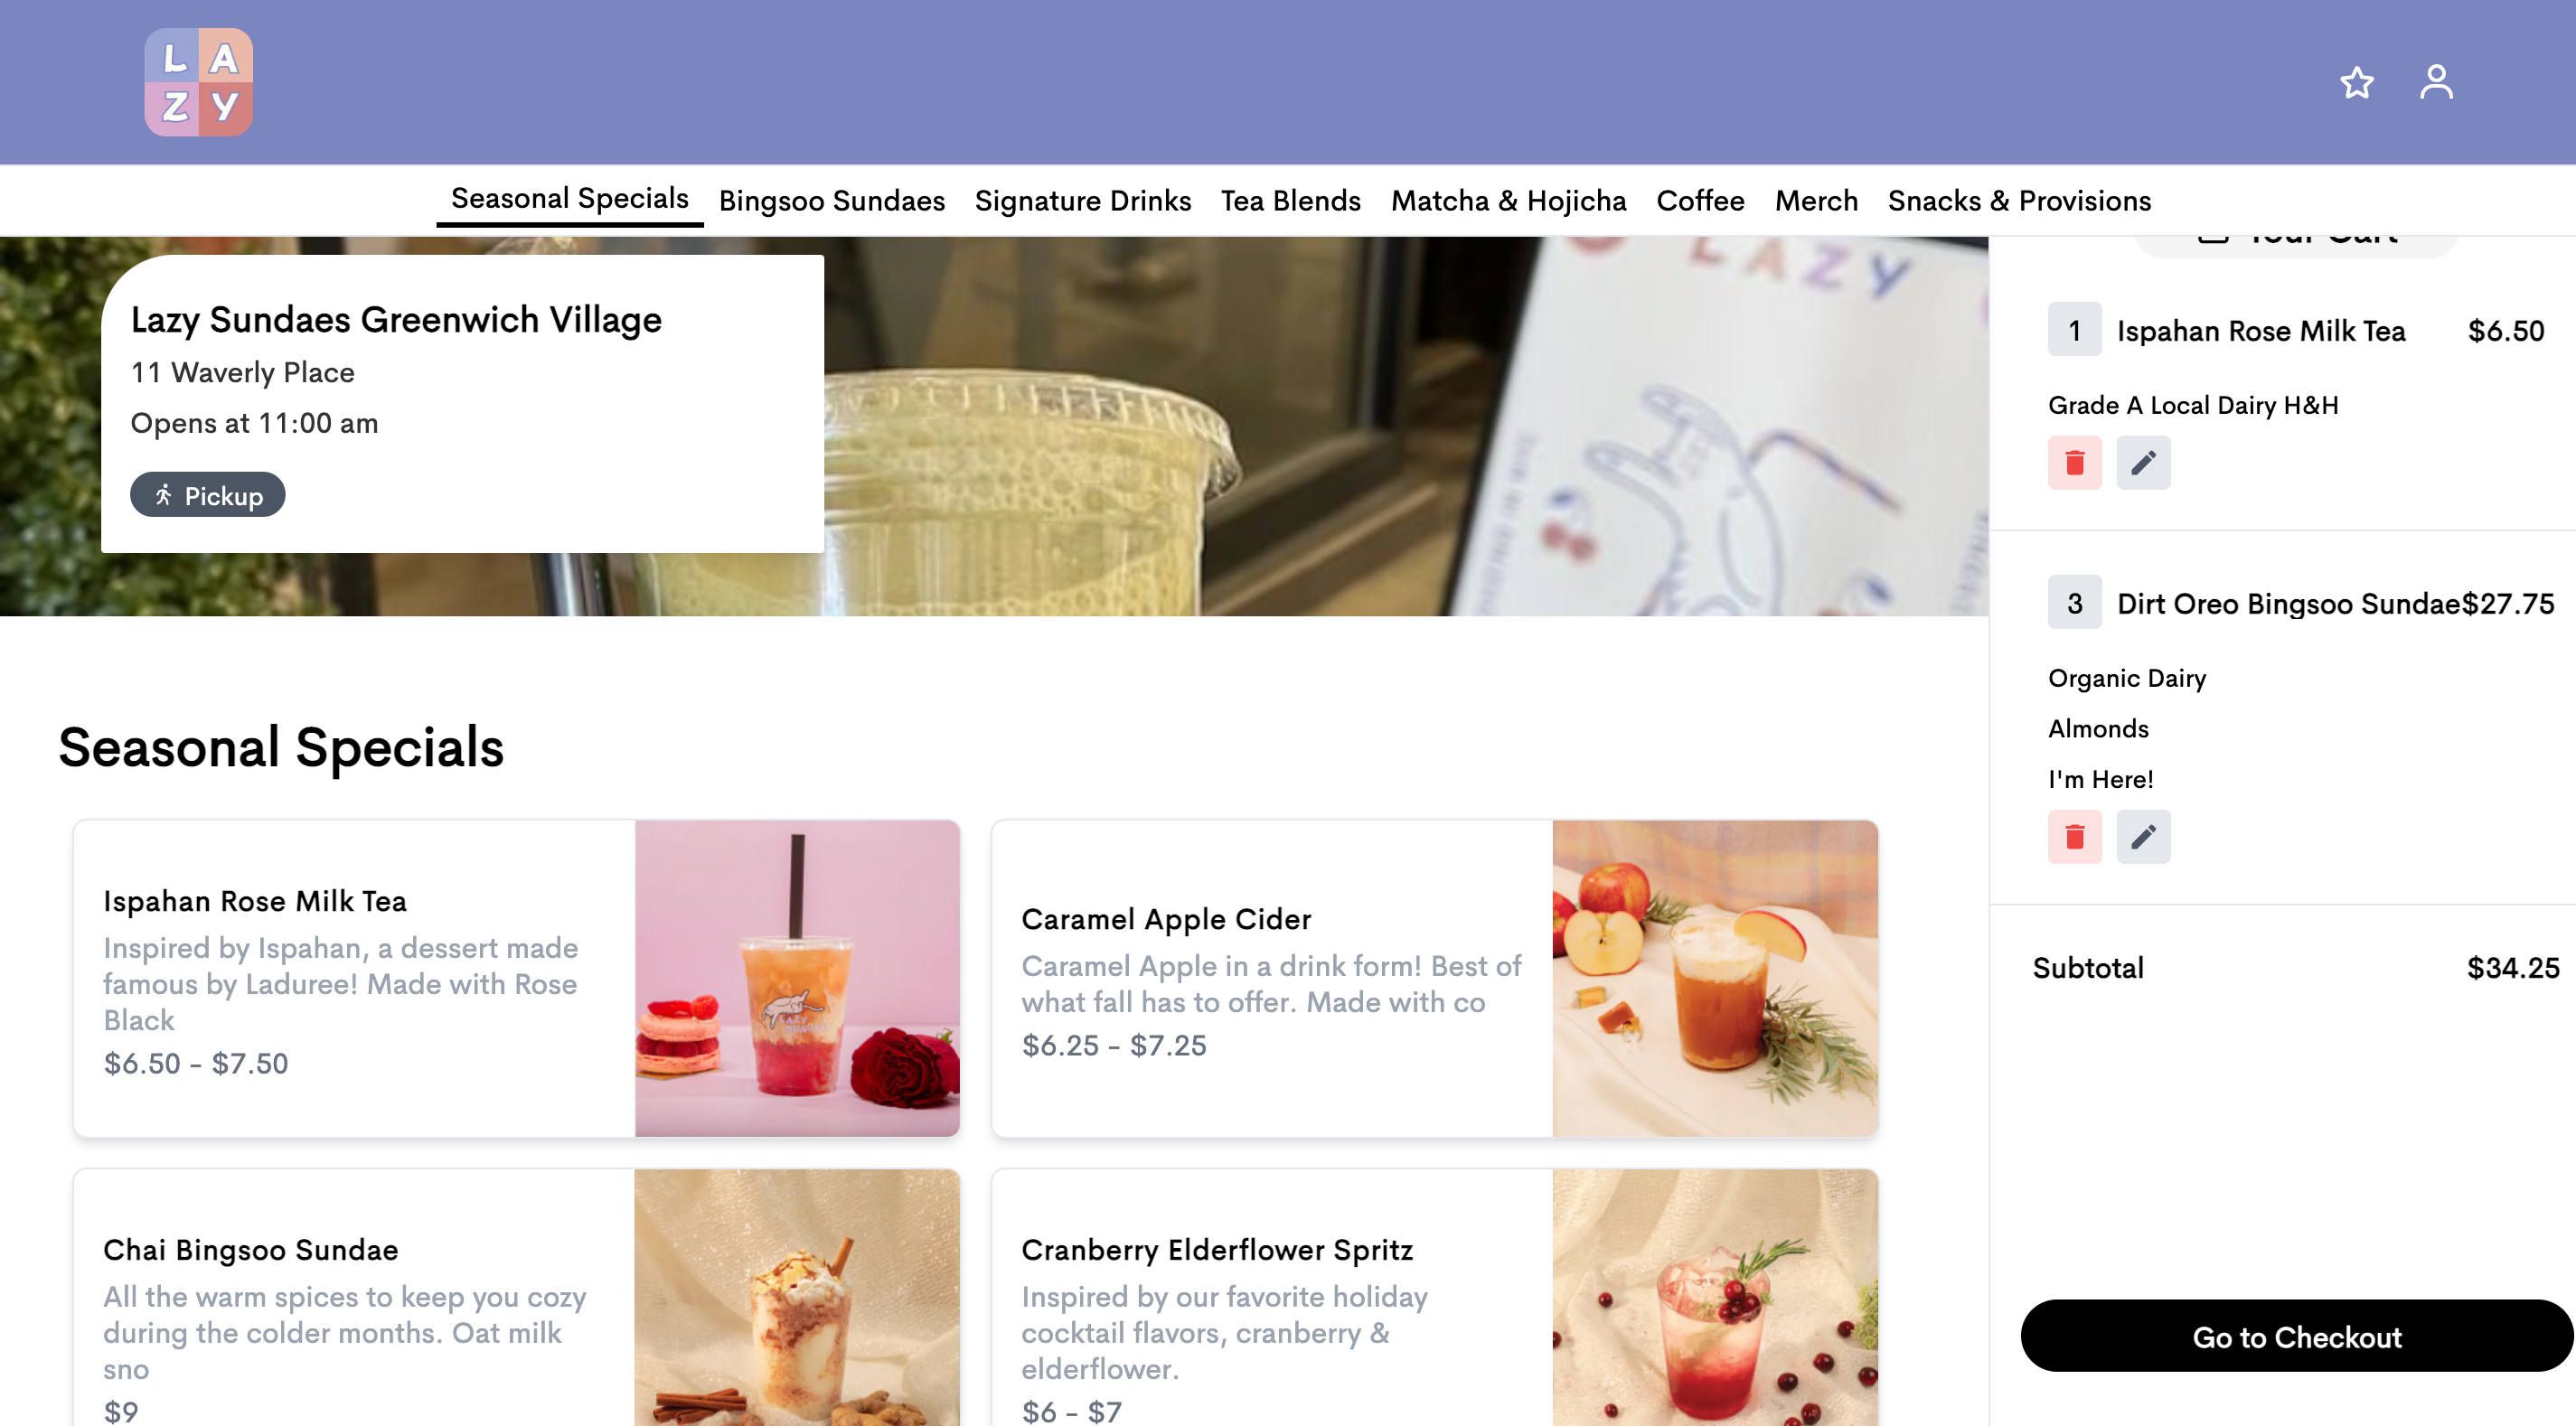 L A
Z Y
Seasonal Specials Bingsoo Sundaes Signature Drinks Tea Blends Matcha & Hojicha Coffee Merch Snacks & Provisions
LAZY
Lazy Sundaes Greenwich Village
11 Waverly Place
Opens at 11:00 am
Pickup
Seasonal Specials
Ispahan Rose Milk Tea
Inspired by Ispahan, a dessert made
famous by Laduree! Made with Rose
Black
$6.50 - $7.50
Caramel Apple Cider
Caramel Apple in a drink form! Best of
what fall has to offer. Made with co
$6.25 - $7.25
Chai Bingsoo Sundae
All the warm spices to keep you cozy
during the colder months. Oat milk
sno
$9
Cranberry Elderflower Spritz
Inspired by our favorite holiday
cocktail flavors, cranberry &
elderflower.
$6 - $7
Your Cart
1 Ispahan Rose Milk Tea $6.50
Grade A Local Dairy H&H
3 Dirt Oreo Bingsoo Sundae$27.75
Organic Dairy
Almonds
I'm Here!
Subtotal $34.25
Go to Checkout